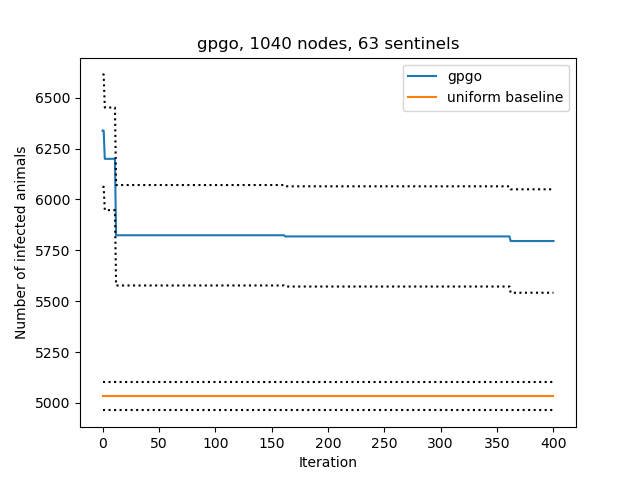 gpgo, 1040 nodes, 63 sentinels
gpgo
uniform baseline
Number of infected animals
6500
6250
6000
5750
5500
5250
5000
0 50 100 150 200 250 300 350 400
Iteration